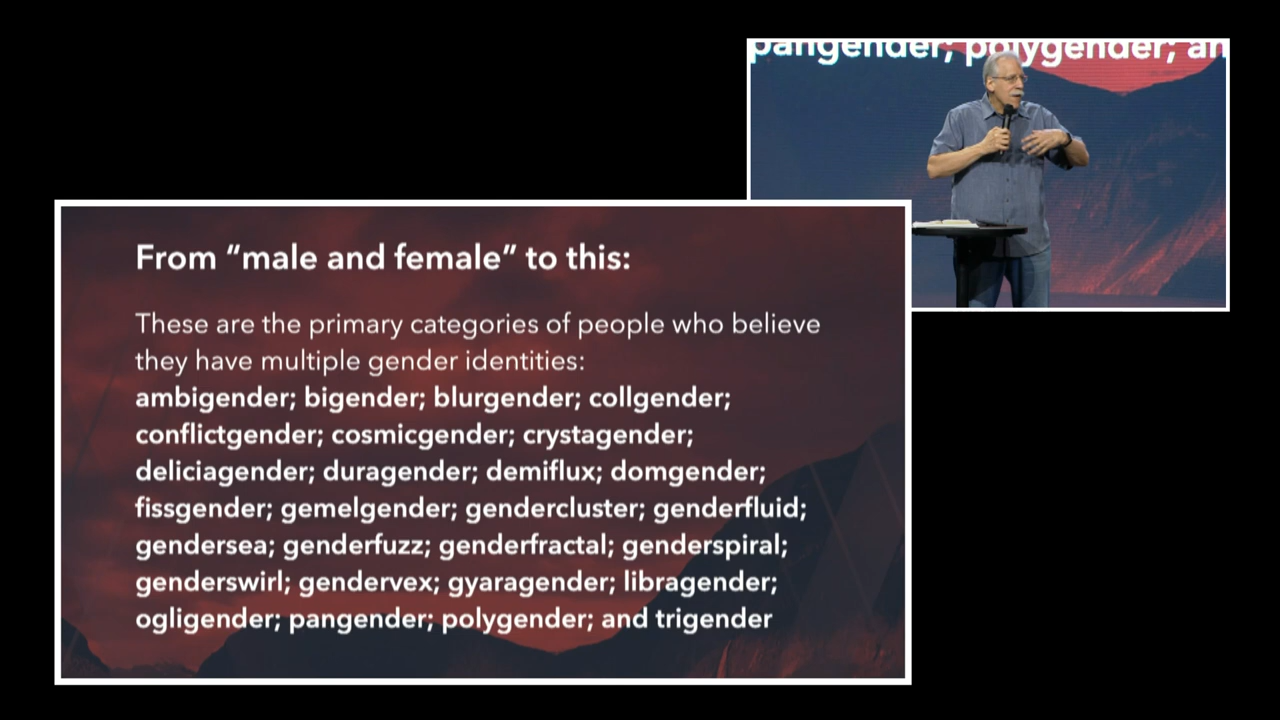 pangender; polygender; an
From “male and female” to this:
These are the primary categories of people who believe
they have multiple gender identities:
ambigender; bigender; blurgender; collgender;
conflictgender; cosmicgender; crystagender;
deliciagender; duragender; demiflux; domgender;
fissgender; gemelgender; gendercluster; genderfluid;
gendersea; genderfuzz; genderfractal; genderspiral;
genderswirl; gendervex; gyaragender; libragender;
ogligender; pangender; polygender; and trigender